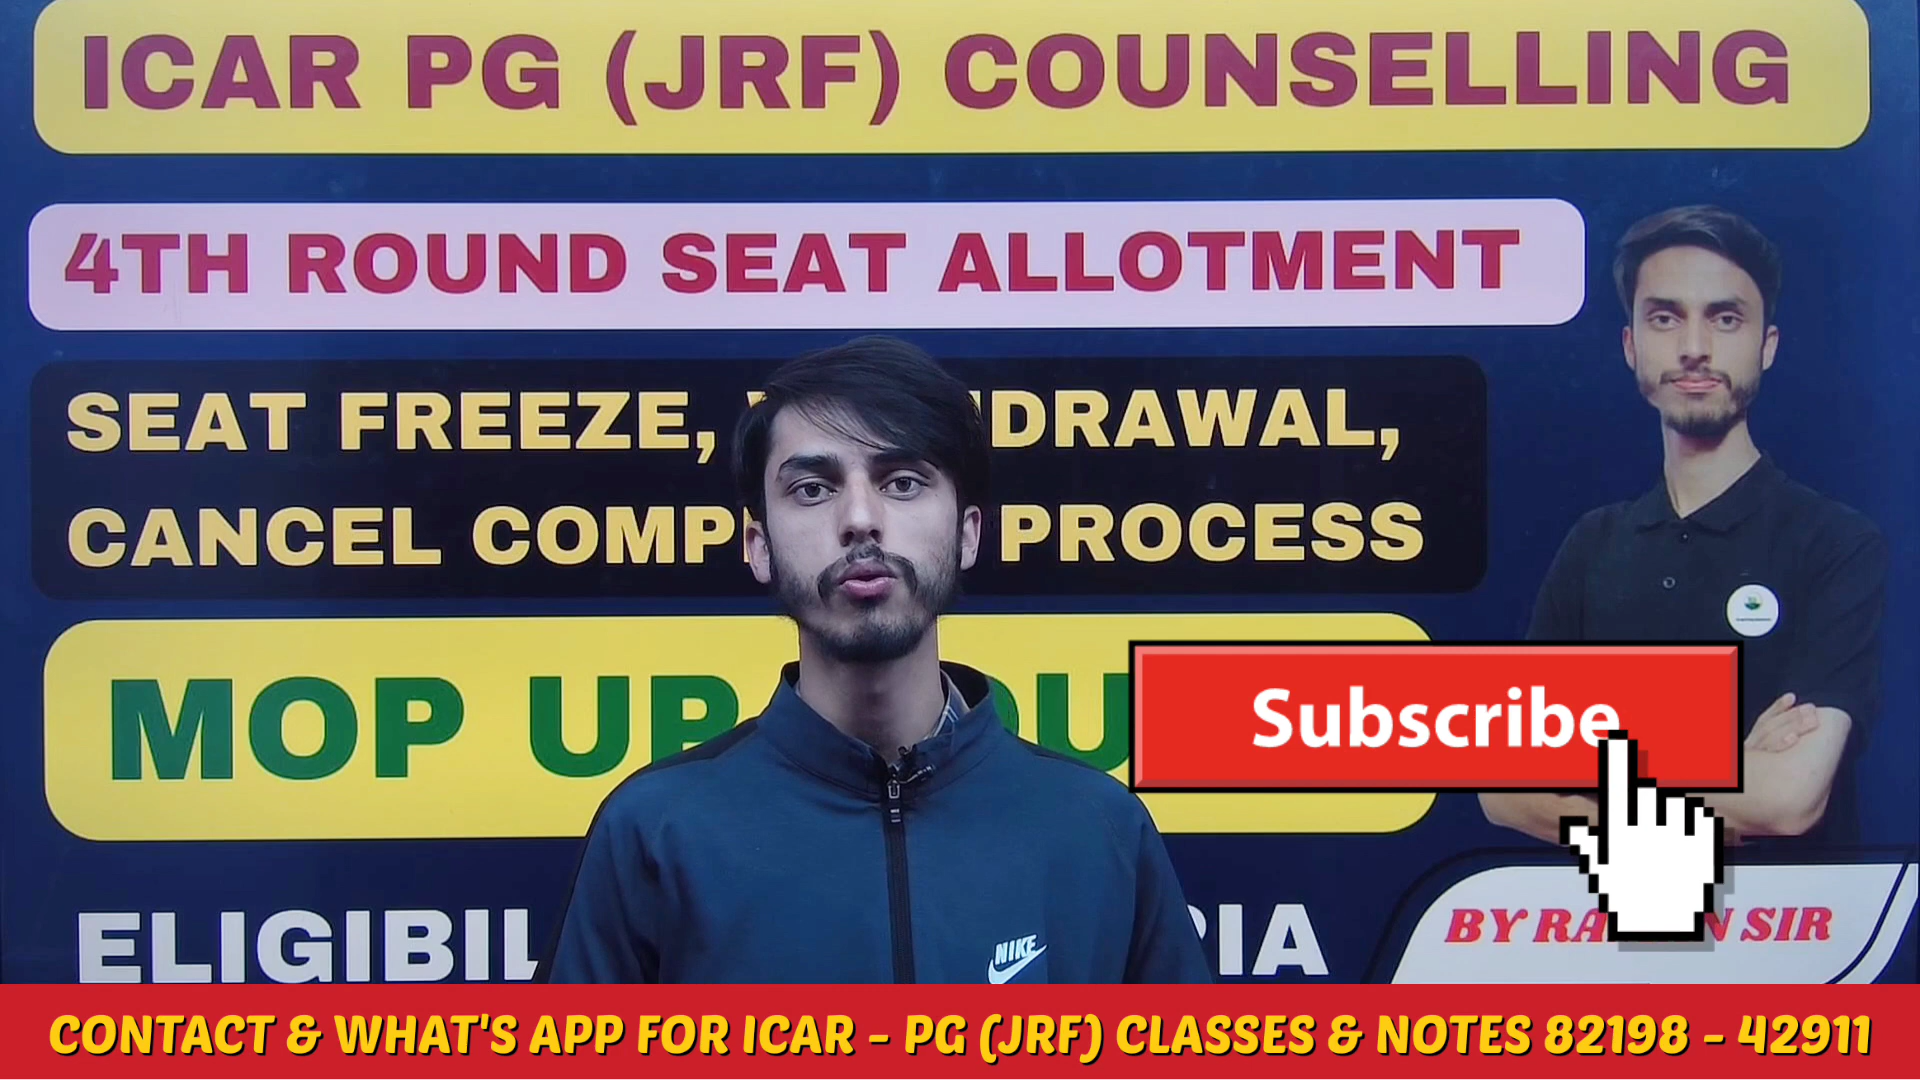 ICAR PG (JRF) COUNSELLING
4TH ROUND SEAT ALLOTMENT
SEAT FREEZE, DRAWAL,
CANCEL COMP PROCESS
MOP UP
Subscribe
ELIGIBIL IA
BY RA N SIR
NIKE
CONTACT & WHAT'S APP FOR ICAR - PG (JRF) CLASSES & NOTES 82198 - 42911